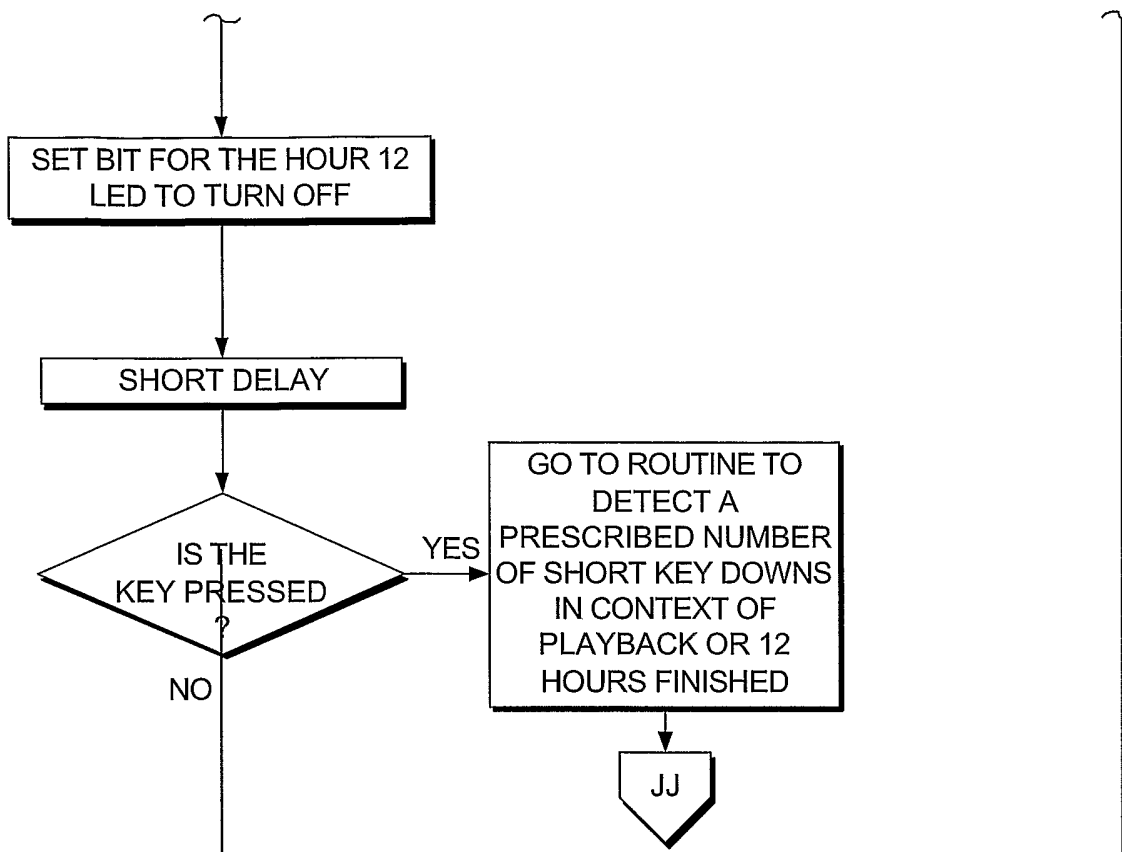 SET BIT FOR THE HOUR 12
LED TO TURN OFF
SHORT DELAY
IS THE
KEY PRESSED
?
YES
NO
GO TO ROUTINE TO
DETECT A
PRESCRIBED NUMBER
OF SHORT KEY DOWNS
IN CONTEXT OF
PLAYBACK OR 12
HOURS FINISHED
JJ